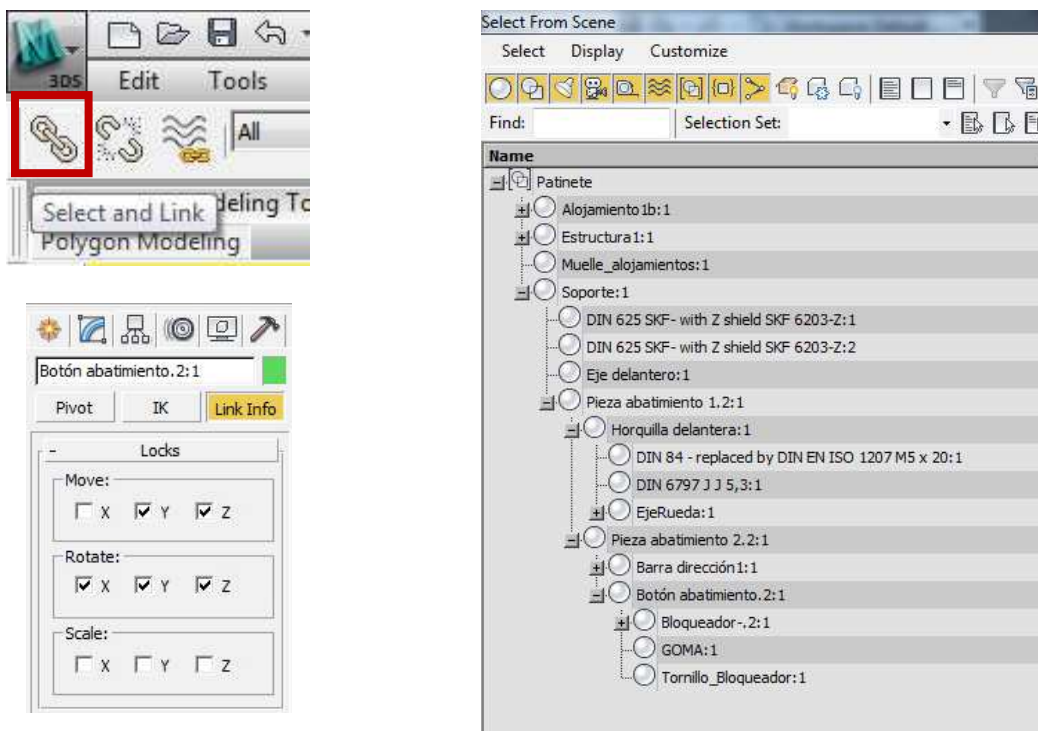 3DS
Edit Tools
All
Select and Link
deling To
Polygon Modeling
Botón abatimiento.2:1
Pivot IK Link Info
- Locks
Move:
X Y Z
Rotate:
X Y Z
Scale:
X Y Z
Select From Scene
Select Display Customize
Find: Selection Set:
Name
Patinete
Alojamiento1b:1
Estructura1:1
Muelle_alojamientos:1
Soporte:1
DIN 625 SKF- with Z shield SKF 6203-Z:1
DIN 625 SKF- with Z shield SKF 6203-Z:2
Eje delantero:1
Pieza abatimiento 1.2:1
Horquilla delantera:1
DIN 84 - replaced by DIN EN ISO 1207 M5 x 20:1
DIN 6797 J J 5,3:1
EjeRueda:1
Pieza abatimiento 2.2:1
Barra dirección1:1
Botón abatimiento.2:1
Bloqueador-.2:1
GOMA:1
Tornillo_Bloqueador:1